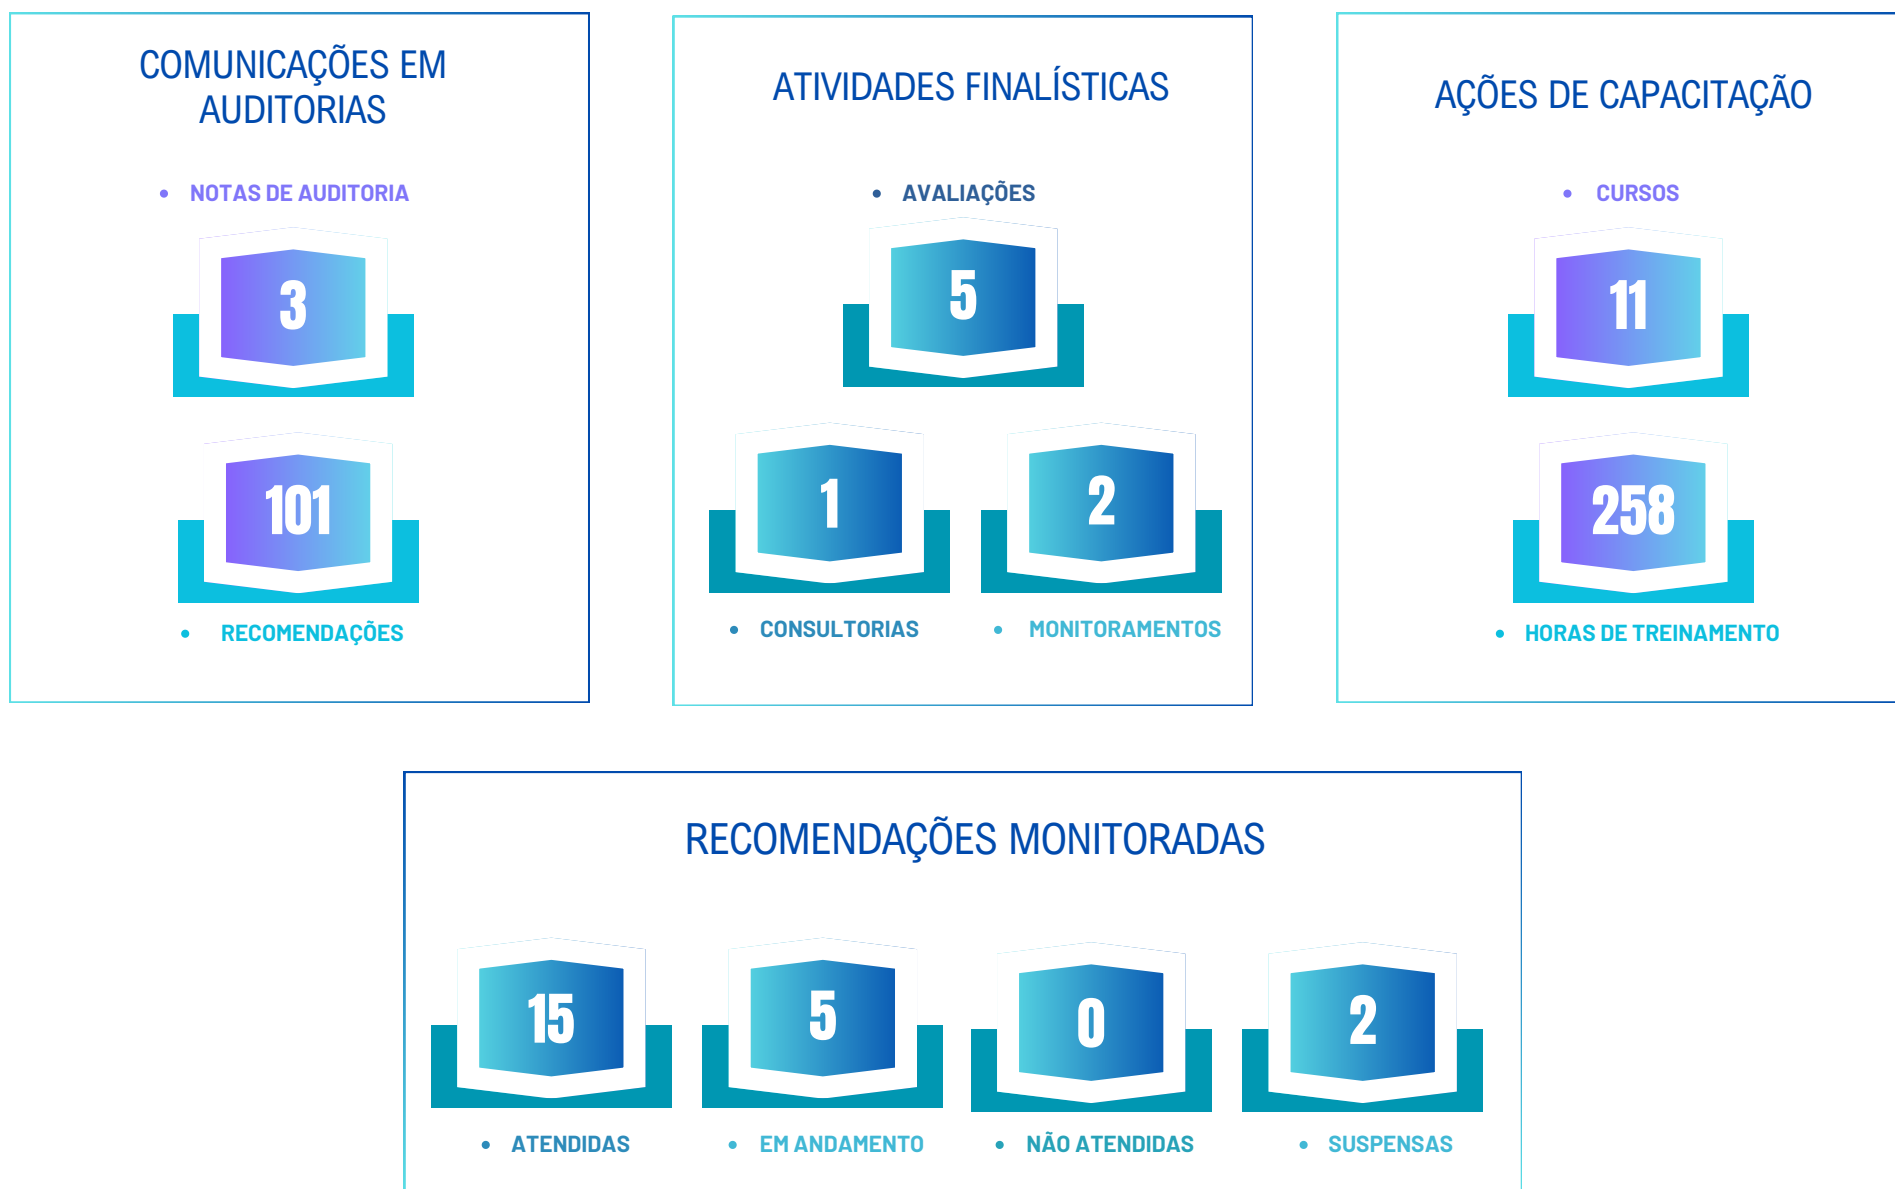 COMUNICAÇÕES EM
AUDITORIAS
• NOTAS DE AUDITORIA
3
101
• RECOMENDAÇÕES
ATIVIDADES FINALÍSTICAS
• AVALIAÇÕES
5
1
2
• CONSULTORIAS
• MONITORAMENTOS
AÇÕES DE CAPACITAÇÃO
• CURSOS
11
258
• HORAS DE TREINAMENTO
RECOMENDAÇÕES MONITORADAS
15
5
0
2
• ATENDIDAS
• EM ANDAMENTO
• NÃO ATENDIDAS
• SUSPENSAS